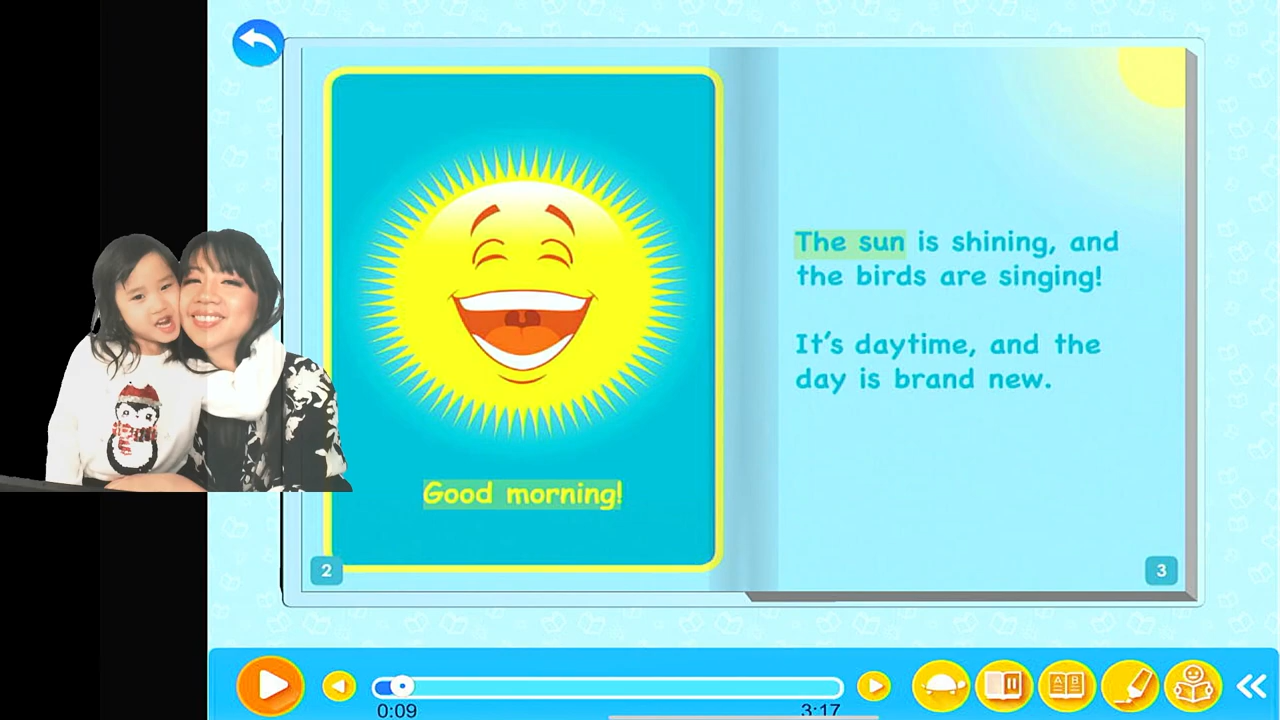 Good morning!
2
The sun is shining, and
the birds are singing!
It's daytime, and the
day is brand new.
3
0:09
3:17
A B